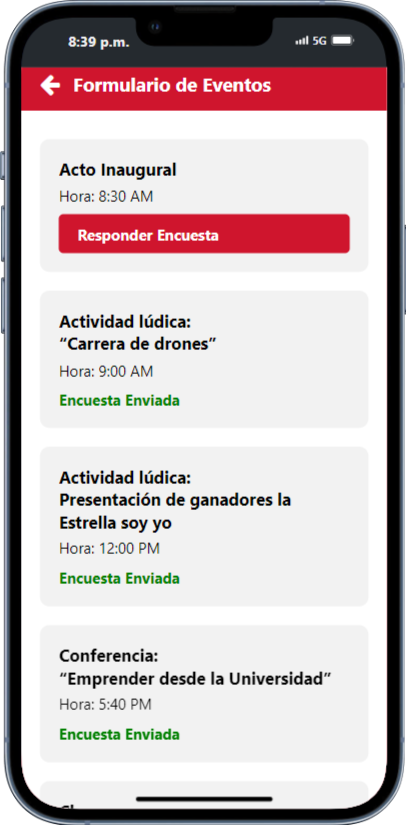 8:39 p.m.
5G
Formulario de Eventos
Acto Inaugural
Hora: 8:30 AM
Responder Encuesta
Actividad lúdica:
“Carrera de drones”
Hora: 9:00 AM
Encuesta Enviada
Actividad lúdica:
Presentación de ganadores la
Estrella soy yo
Hora: 12:00 PM
Encuesta Enviada
Conferencia:
“Emprender desde la Universidad”
Hora: 5:40 PM
Encuesta Enviada